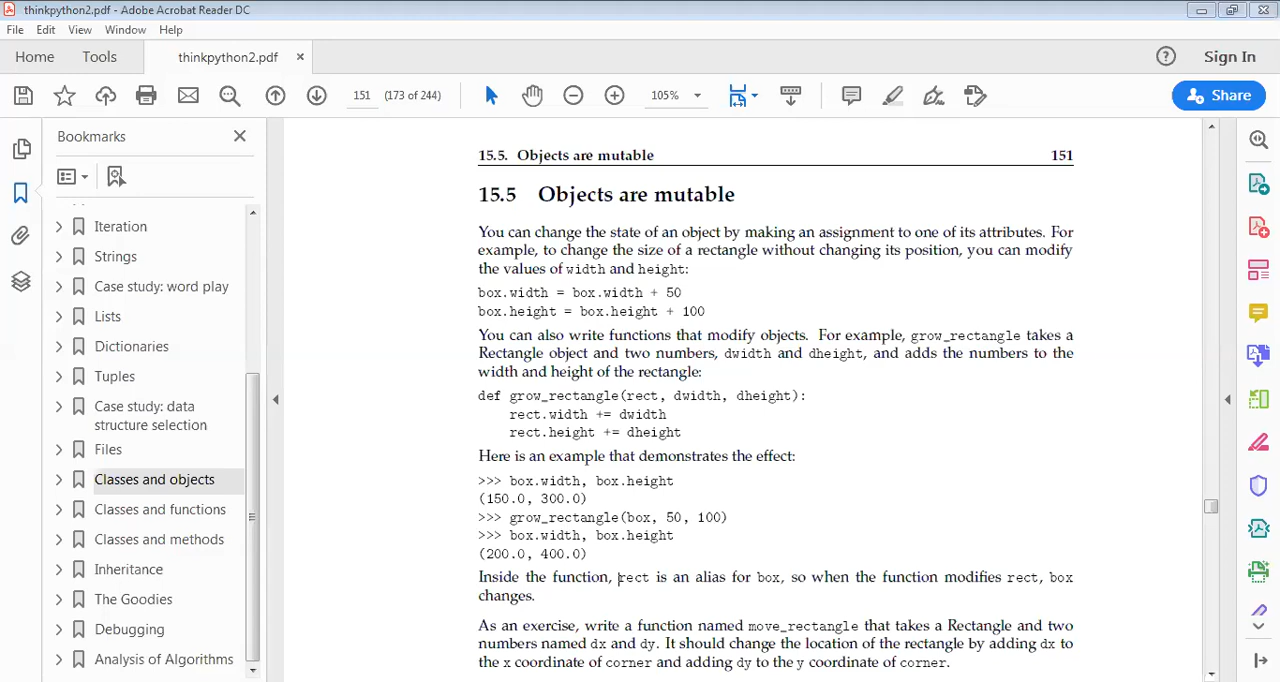 thinkpython2.pdf - Adobe Acrobat Reader DC
File Edit View Window Help
Home Tools thinkpython2.pdf × Sign In
151 (173 of 244) 105% Share
Bookmarks
Iteration
Strings
Case study: word play
Lists
Dictionaries
Tuples
Case study: data
structure selection
Files
Classes and objects
Classes and functions
Classes and methods
Inheritance
The Goodies
Debugging
Analysis of Algorithms
15.5. Objects are mutable 151
15.5 Objects are mutable
You can change the state of an object by making an assignment to one of its attributes. For
example, to change the size of a rectangle without changing its position, you can modify
the values of width and height:
box.width = box.width + 50
box.height = box.height + 100
You can also write functions that modify objects. For example, grow_rectangle takes a
Rectangle object and two numbers, dwidth and dheight, and adds the numbers to the
width and height of the rectangle:
def grow_rectangle(rect, dwidth, dheight):
    rect.width += dwidth
    rect.height += dheight
Here is an example that demonstrates the effect:
>>> box.width, box.height
(150.0, 300.0)
>>> grow_rectangle(box, 50, 100)
>>> box.width, box.height
(200.0, 400.0)
Inside the function, rect is an alias for box, so when the function modifies rect, box
changes.
As an exercise, write a function named move_rectangle that takes a Rectangle and two
numbers named dx and dy. It should change the location of the rectangle by adding dx to
the x coordinate of corner and adding dy to the y coordinate of corner.